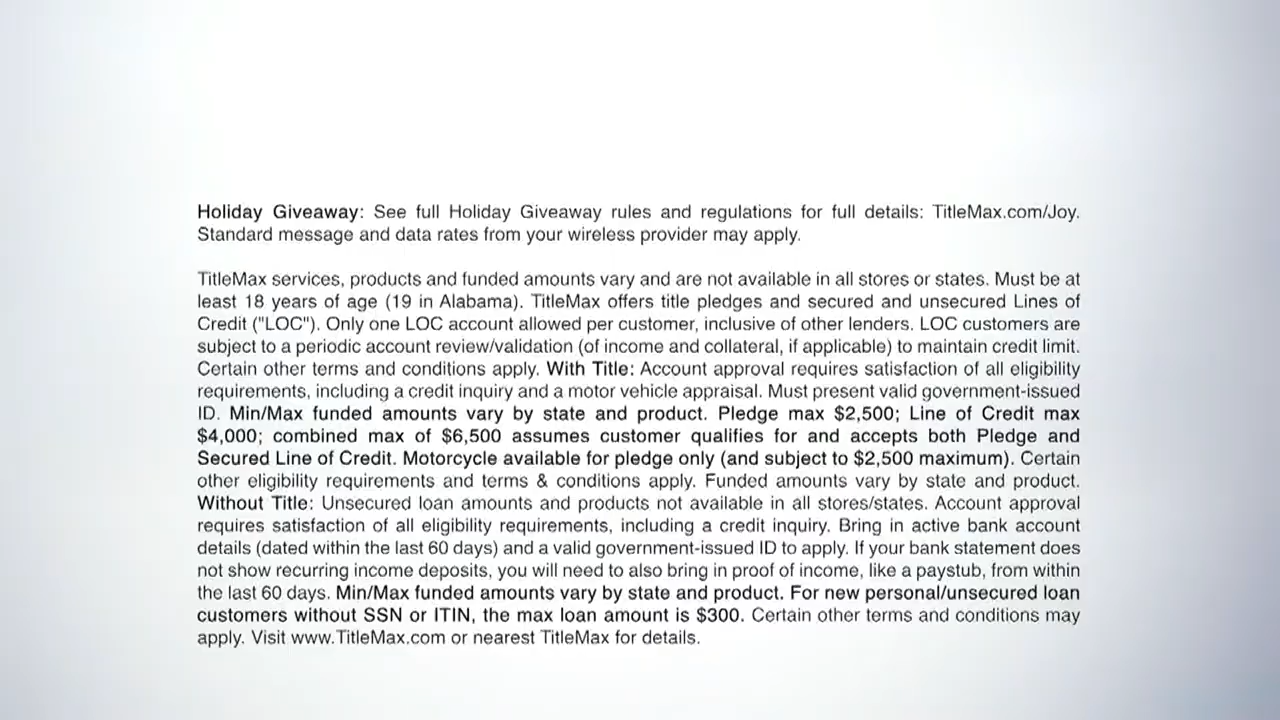 Holiday Giveaway: See full Holiday Giveaway rules and regulations for full details: TitleMax.com/Joy.
Standard message and data rates from your wireless provider may apply.
TitleMax services, products and funded amounts vary and are not available in all stores or states. Must be at
least 18 years of age (19 in Alabama). TitleMax offers title pledges and secured and unsecured Lines of
Credit ("LOC"). Only one LOC account allowed per customer, inclusive of other lenders. LOC customers are
subject to a periodic account review/validation (of income and collateral, if applicable) to maintain credit limit.
Certain other terms and conditions apply. With Title: Account approval requires satisfaction of all eligibility
requirements, including a credit inquiry and a motor vehicle appraisal. Must present valid government-issued
ID. Min/Max funded amounts vary by state and product. Pledge max $2,500; Line of Credit max
$4,000; combined max of $6,500 assumes customer qualifies for and accepts both Pledge and
Secured Line of Credit. Motorcycle available for pledge only (and subject to $2,500 maximum). Certain
other eligibility requirements and terms & conditions apply. Funded amounts vary by state and product.
Without Title: Unsecured loan amounts and products not available in all stores/states. Account approval
requires satisfaction of all eligibility requirements, including a credit inquiry. Bring in active bank account
details (dated within the last 60 days) and a valid government-issued ID to apply. If your bank statement does
not show recurring income deposits, you will need to also bring in proof of income, like a paystub, from within
the last 60 days. Min/Max funded amounts vary by state and product. For new personal/unsecured loan
customers without SSN or ITIN, the max loan amount is $300. Certain other terms and conditions may
apply. Visit www.TitleMax.com or nearest TitleMax for details.